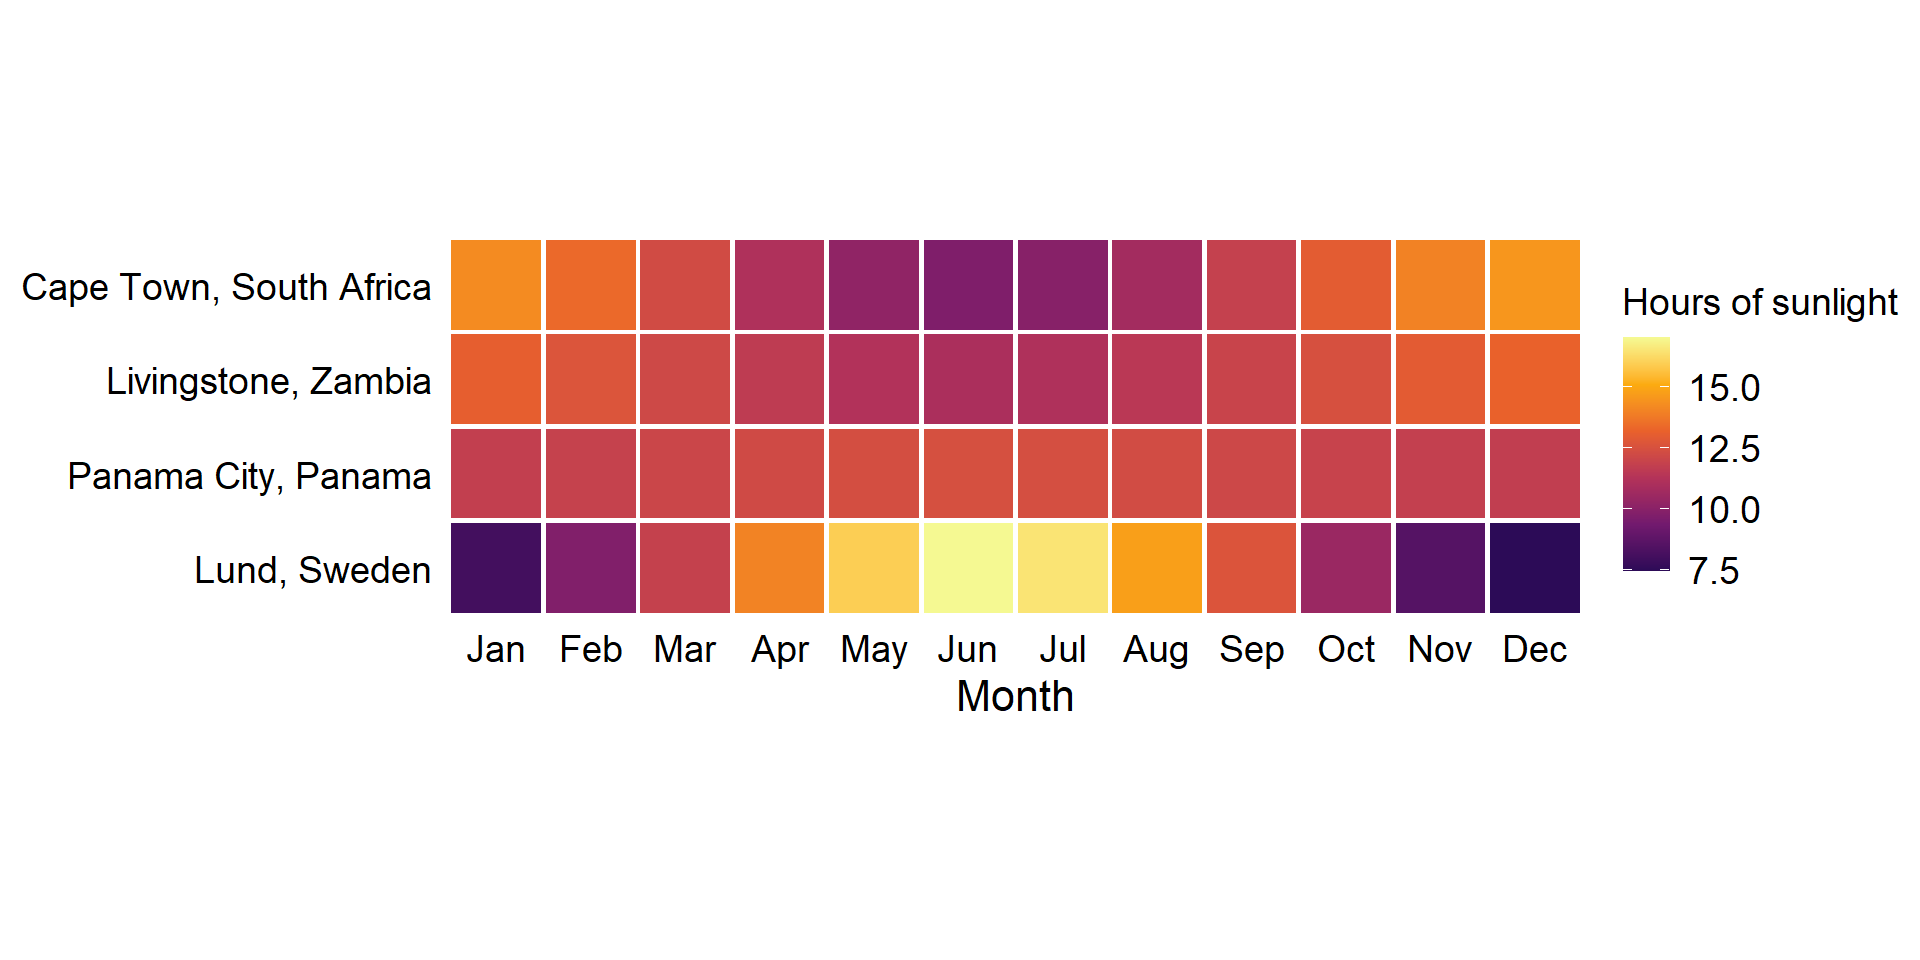 Cape Town, South Africa
Livingstone, Zambia
Panama City, Panama
Lund, Sweden
Jan Feb Mar Apr May Jun Jul Aug Sep Oct Nov Dec
Month
Hours of sunlight
15.0
12.5
10.0
7.5